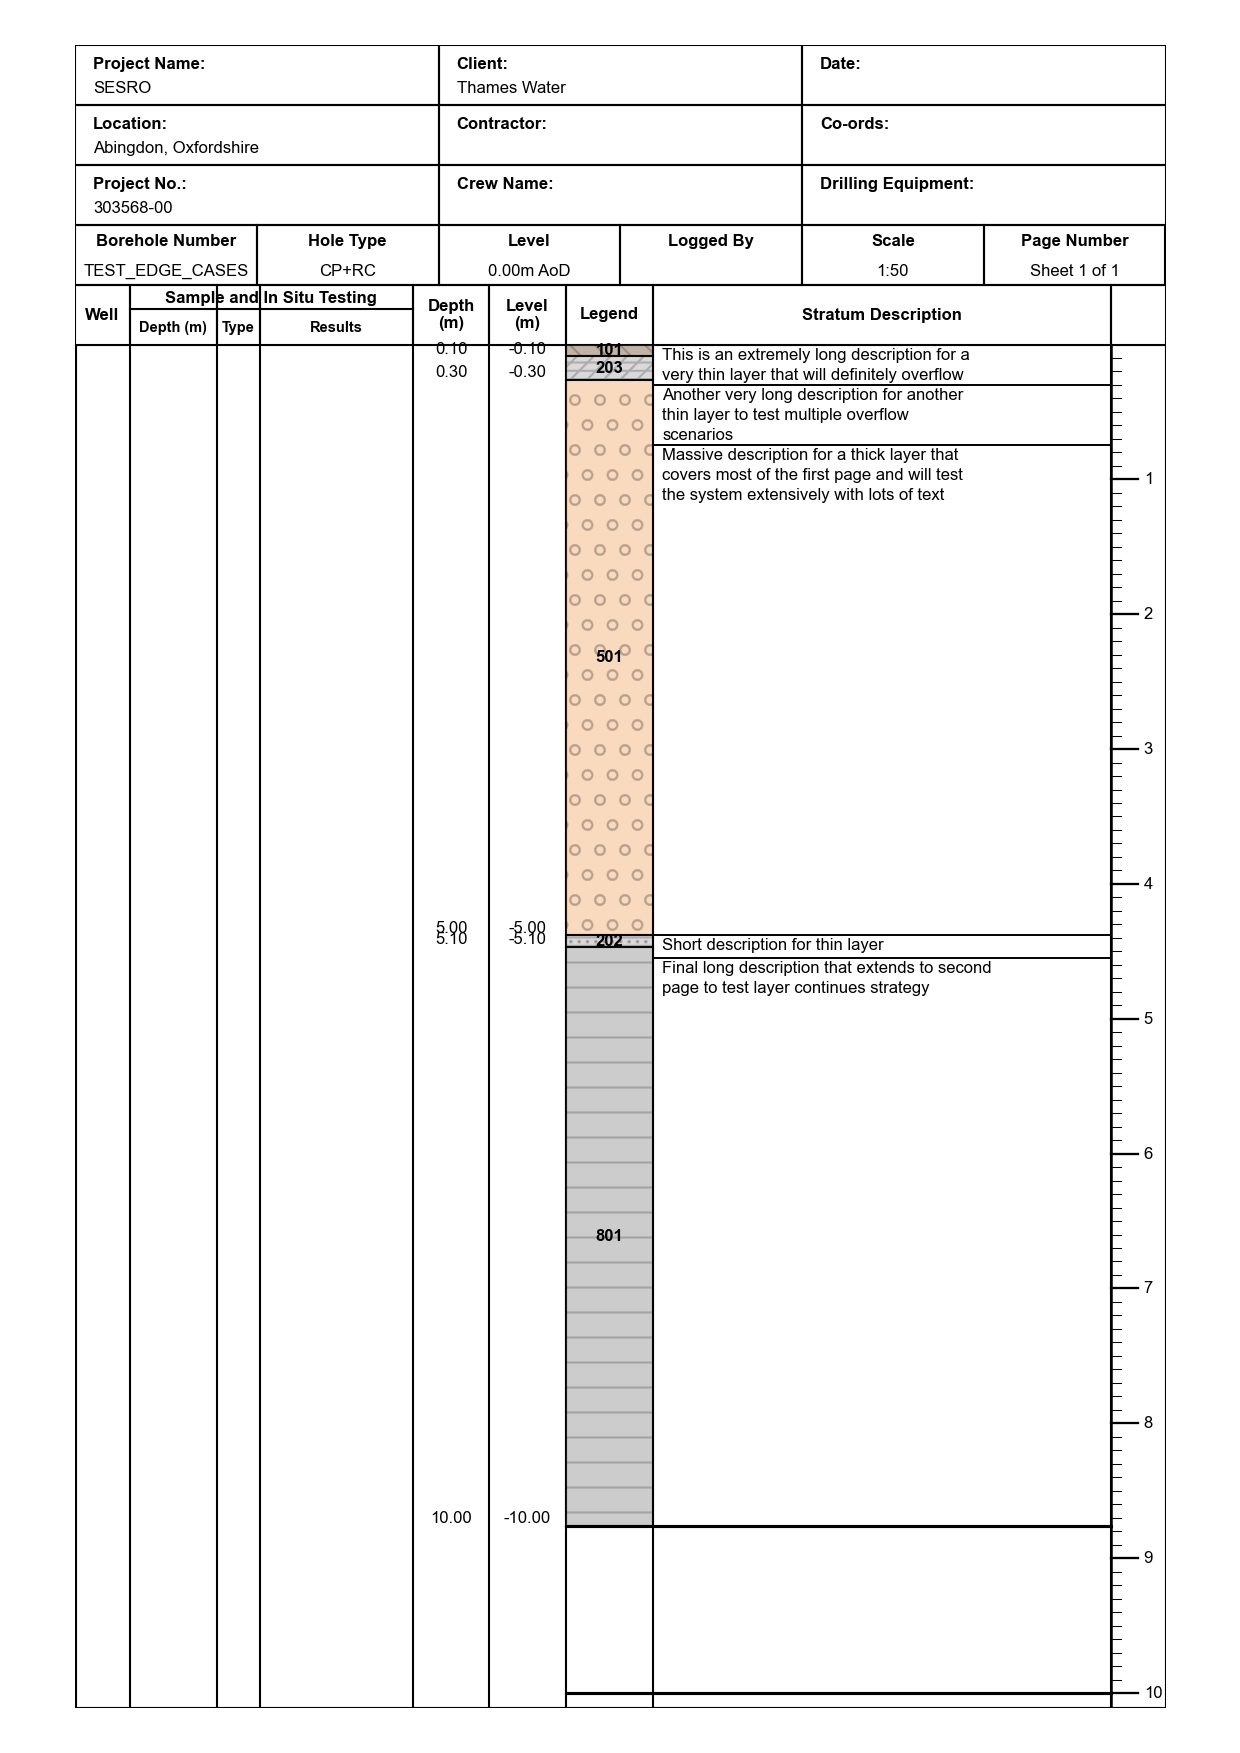 Project Name:
SESRO
Client:
Thames Water
Date:
Location:
Abingdon, Oxfordshire
Contractor:
Co-ords:
Project No.:
303568-00
Crew Name:
Drilling Equipment:
Borehole Number
TEST_EDGE_CASES
Hole Type
CP+RC
Level
0.00m AoD
Logged By
Scale
1:50
Page Number
Sheet 1 of 1
Well
Sample and In Situ Testing
Depth (m)
Type
Results
Depth
(m)
Level
(m)
Legend
Stratum Description
0.10
-0.10
101
This is an extremely long description for a
very thin layer that will definitely overflow
0.30
-0.30
203
Another very long description for another
thin layer to test multiple overflow
scenarios
Massive description for a thick layer that
covers most of the first page and will test
the system extensively with lots of text
1
2
501
3
4
5.00
-5.00
5.10
-5.10
202
Short description for thin layer
Final long description that extends to second
page to test layer continues strategy
5
6
801
7
8
10.00
-10.00
9
10